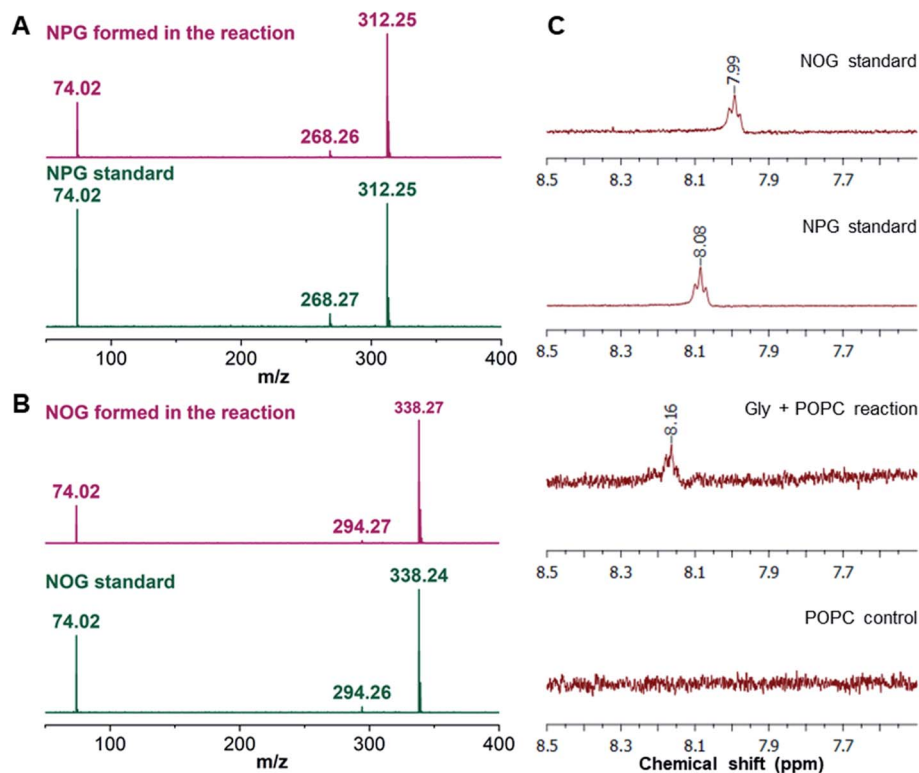 A
NPG formed in the reaction
312.25
74.02
268.26
NPG standard
74.02
312.25
268.27
100 200 300 400
m/z
B
NOG formed in the reaction
338.27
74.02
294.27
NOG standard
338.24
74.02
294.26
100 200 300 400
m/z
C
NOG standard
7.99
8.5 8.3 8.1 7.9 7.7
NPG standard
8.08
8.5 8.3 8.1 7.9 7.7
Gly + POPC reaction
8.16
8.5 8.3 8.1 7.9 7.7
POPC control
8.5 8.3 8.1 7.9 7.7
Chemical shift (ppm)